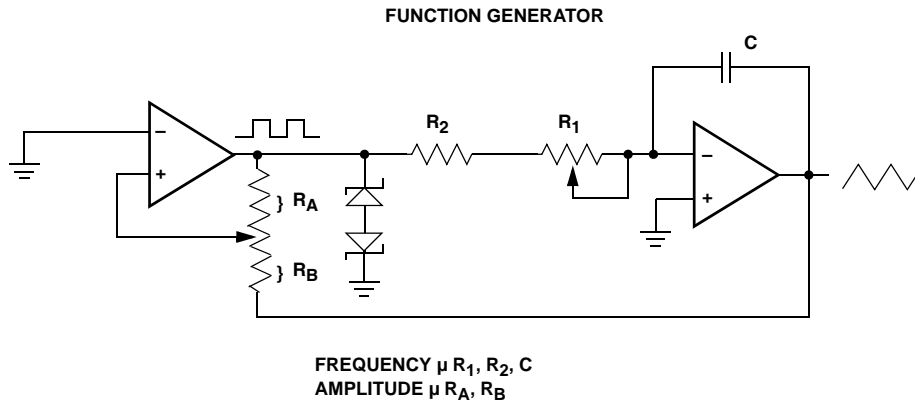 FUNCTION GENERATOR
C
R2
R1
−
+
} RA
} RB
−
+
FREQUENCY µ R1, R2, C
AMPLITUDE µ RA, RB